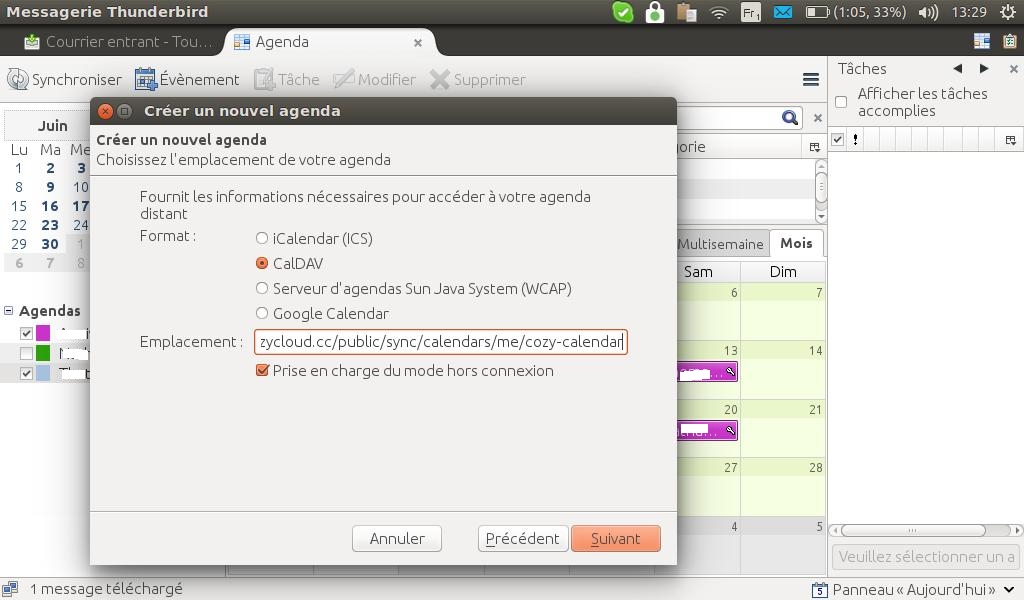 Messagerie Thunderbird
Fr1
(1:05, 33%)
13:29
Courrier entrant - Tou…
Agenda
Synchroniser
Évènement
Tâche
Modifier
Supprimer
Tâches
Afficher les tâches
accomplies
!
Juin
Lu Ma Me
1 2 3
8 9 10
15 16 17
22 23 24
29 30 1
6 7 8
Agendas
Créer un nouvel agenda
Créer un nouvel agenda
Choisissez l'emplacement de votre agenda
Fournit les informations nécessaires pour accéder à votre agenda
distant
Format :
iCalendar (ICS)
CalDAV
Serveur d'agendas Sun Java System (WCAP)
Google Calendar
Emplacement :
zycloud.cc/public/sync/calendars/me/cozy-calendar
Prise en charge du mode hors connexion
Annuler
Précédent
Suivant
Multisemaine
Mois
Sam
Dim
6 7
13 14
20 21
27 28
4 5
Veuillez sélectionner un a
1 message téléchargé
5 Panneau « Aujourd'hui »